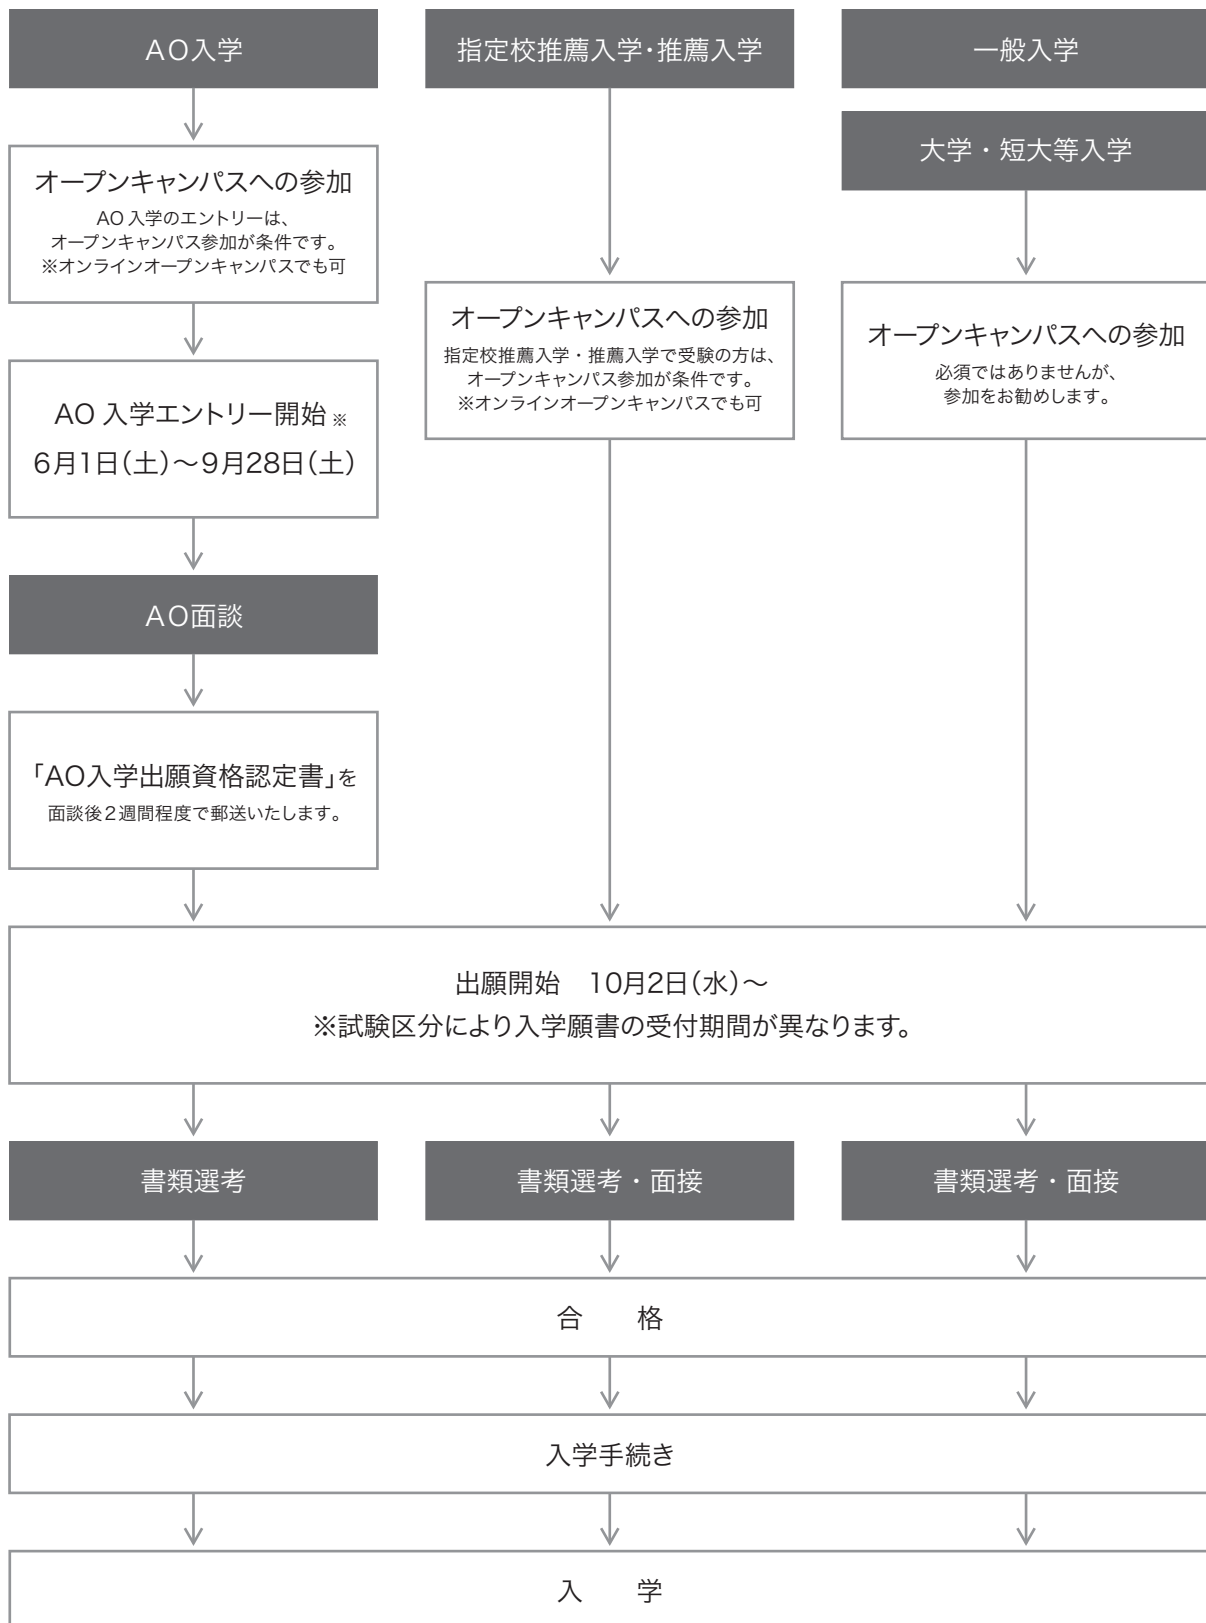 AO入学
指定校推薦入学・推薦入学
一般入学
大学・短大等入学
オープンキャンパスへの参加
AO 入学のエントリーは、
オープンキャンパス参加が条件です。
※オンラインオープンキャンパスでも可
オープンキャンパスへの参加
指定校推薦入学・推薦入学で受験の方は、
オープンキャンパス参加が条件です。
※オンラインオープンキャンパスでも可
オープンキャンパスへの参加
必須ではありませんが、
参加をお勧めします。
AO 入学エントリー開始 ※
6月1日(土)〜9月28日(土)
AO面談
「AO入学出願資格認定書」を
面談後2週間程度で郵送いたします。
出願開始　10月2日(水)〜
※試験区分により入学願書の受付期間が異なります。
書類選考
書類選考・面接
書類選考・面接
合　格
入学手続き
入　学